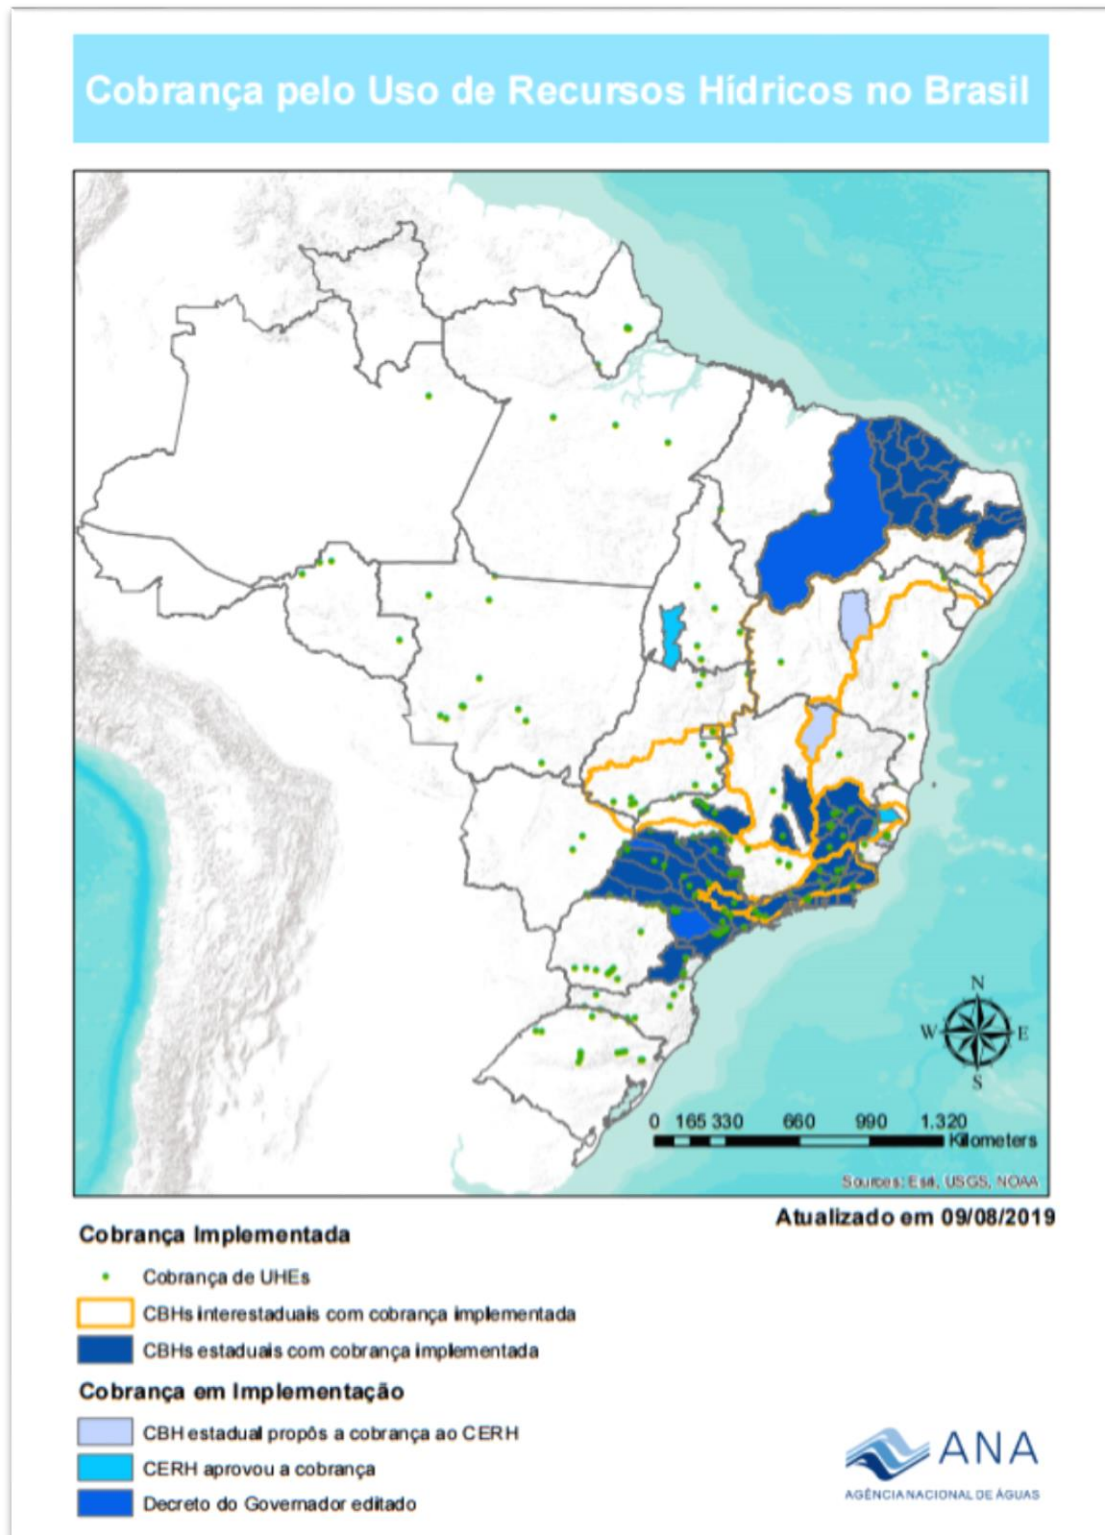 Cobrança pelo Uso de Recursos Hídricos no Brasil
N
W E
S
0 165 330 660 990 1.320
Kilometers
Sources: Esri, USGS, NOAA
Atualizado em 09/08/2019
Cobrança Implementada
Cobrança de UHEs
CBHs interestaduais com cobrança implementada
CBHs estaduais com cobrança implementada
Cobrança em Implementação
CBH estadual propôs a cobrança ao CERH
CERH aprovou a cobrança
Decreto do Governador editado
ANA
AGÊNCIA NACIONAL DE ÁGUAS